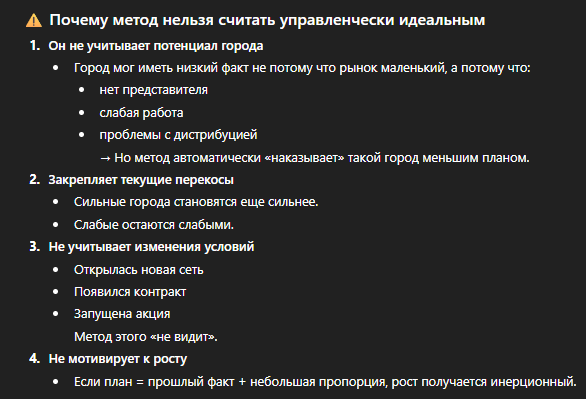 ⚠️ Почему метод нельзя считать управленчески идеальным
1. Он не учитывает потенциал города
• Город мог иметь низкий факт не потому что рынок маленький, а потому что:
• нет представителя
• слабая работа
• проблемы с дистрибуцией
→ Но метод автоматически «наказывает» такой город меньшим планом.
2. Закрепляет текущие перекосы
• Сильные города становятся еще сильнее.
• Слабые остаются слабыми.
3. Не учитывает изменения условий
• Открылась новая сеть
• Появился контракт
• Запущена акция
Метод этого «не видит».
4. Не мотивирует к росту
• Если план = прошлый факт + небольшая пропорция, рост получается инерционный.